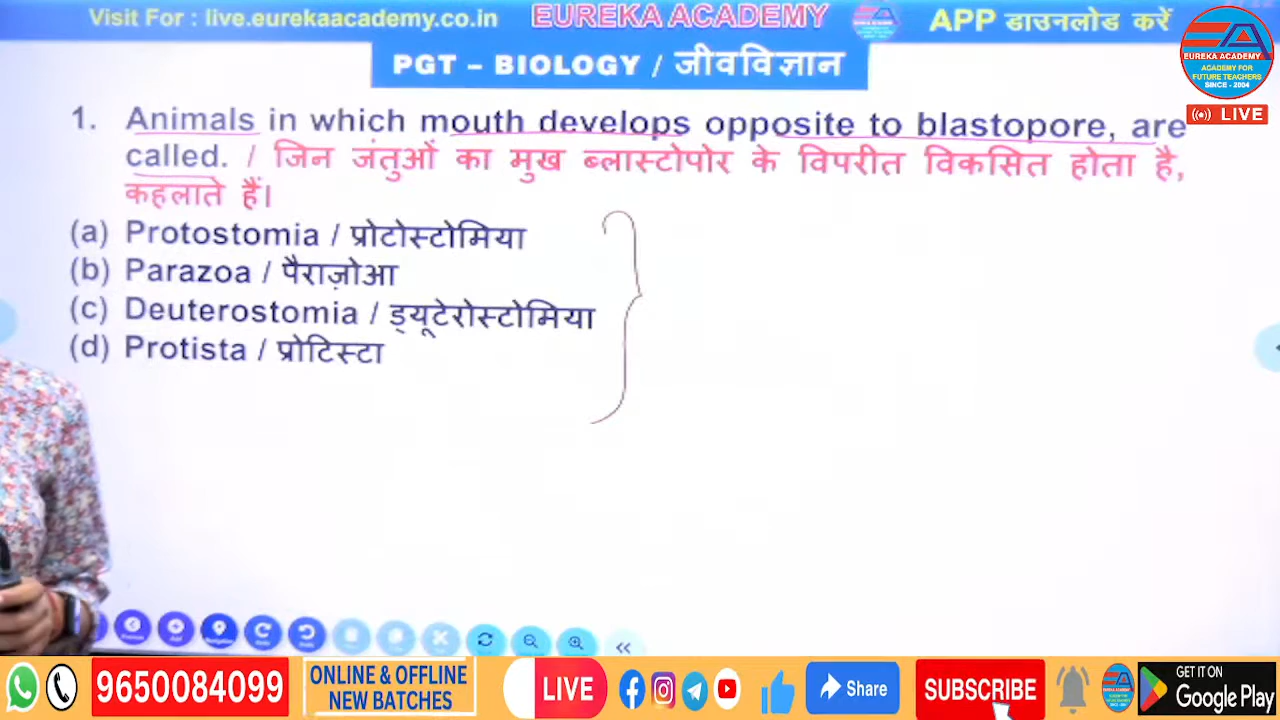 Visit For : live.eurekaacademy.co.in
EUREKA ACADEMY
APP डाउनलोड करें
EUREKA ACADEMY
ACADEMY FOR
FUTURE TEACHERS
SINCE - 2004
LIVE
PGT – BIOLOGY / जीवविज्ञान
1. Animals in which mouth develops opposite to blastopore, are
called. / जिन जंतुओं का मुख ब्लास्टोपोर के विपरीत विकसित होता है,
कहलाते हैं।
(a) Protostomia / प्रोटोस्टोमिया
(b) Parazoa / पैराज़ोआ
(c) Deuterostomia / ड्यूटेरोस्टोमिया
(d) Protista / प्रोटिस्टा
9650084099
ONLINE & OFFLINE
NEW BATCHES
LIVE
Share
SUBSCRIBE
GET IT ON
Google Play